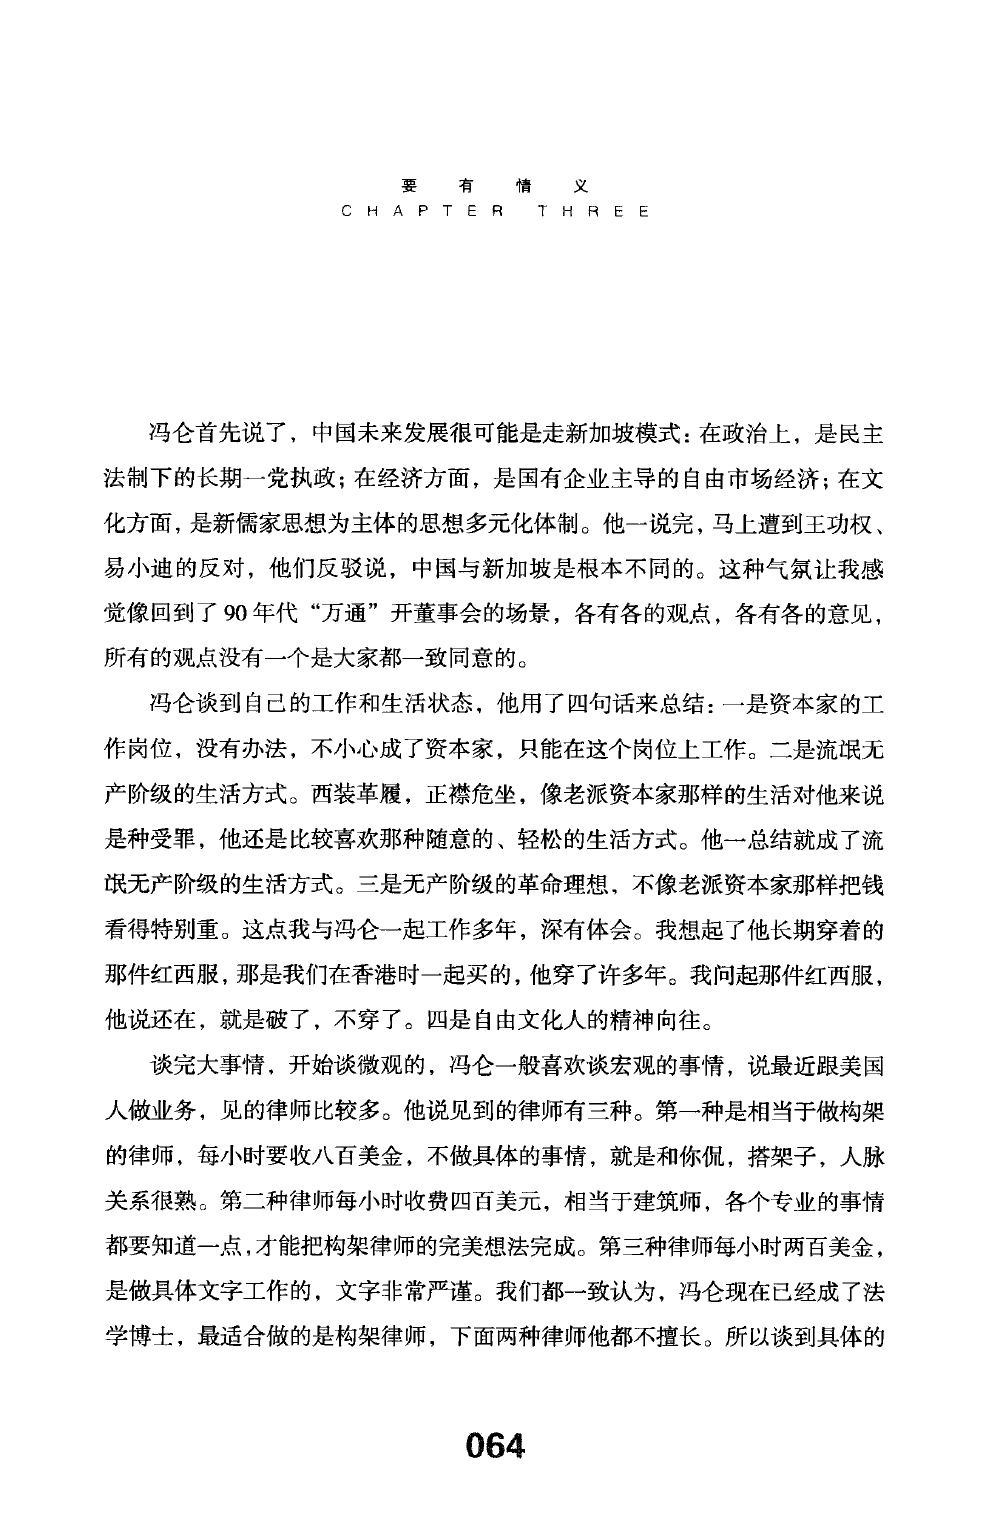 要有情义
CHAPTER THREE
冯仑首先说了，中国未来发展很可能是走新加坡模式：在政治上，是民主
法制下的长期一党执政；在经济方面，是国有企业主导的自由市场经济；在文
化方面，是新儒家思想为主体的思想多元化体制。他一说完，马上遭到王功权、
易小迪的反对，他们反驳说，中国与新加坡是根本不同的。这种气氛让我感
觉像回到了90年代“万通”开董事会的场景，各有各的观点，各有各的意见，
所有的观点没有一个是大家都一致同意的。
冯仑谈到自己的工作和生活状态，他用了四句话来总结：一是资本家的工
作岗位，没有办法，不小心成了资本家，只能在这个岗位上工作。二是流氓无
产阶级的生活方式。西装革履，正襟危坐，像老派资本家那样的生活对他来说
是种受罪，他还是比较喜欢那种随意的、轻松的生活方式。他一总结就成了流
氓无产阶级的生活方式。三是无产阶级的革命理想，不像老派资本家那样把钱
看得特别重。这点我与冯仑一起工作多年，深有体会。我想起了他长期穿着的
那件红西服，那是我们在香港时一起买的，他穿了许多年。我问起那件红西服，
他说还在，就是破了，不穿了。四是自由文化人的精神向往。
谈完大事情，开始谈微观的，冯仑一般喜欢谈宏观的事情，说最近跟美国
人做业务，见的律师比较多。他说见到的律师有三种。第一种是相当于做构架
的律师，每小时要收八百美金，不做具体的事情，就是和你侃，搭架子，人脉
关系很熟。第二种律师每小时收费四百美元，相当于建筑师，各个专业的事情
都要知道一点，才能把构架律师的完美想法完成。第三种律师每小时两百美金，
是做具体文字工作的，文字非常严谨。我们都一致认为，冯仑现在已经成了法
学博士，最适合做的是构架律师，下面两种律师他都不擅长。所以谈到具体的
064